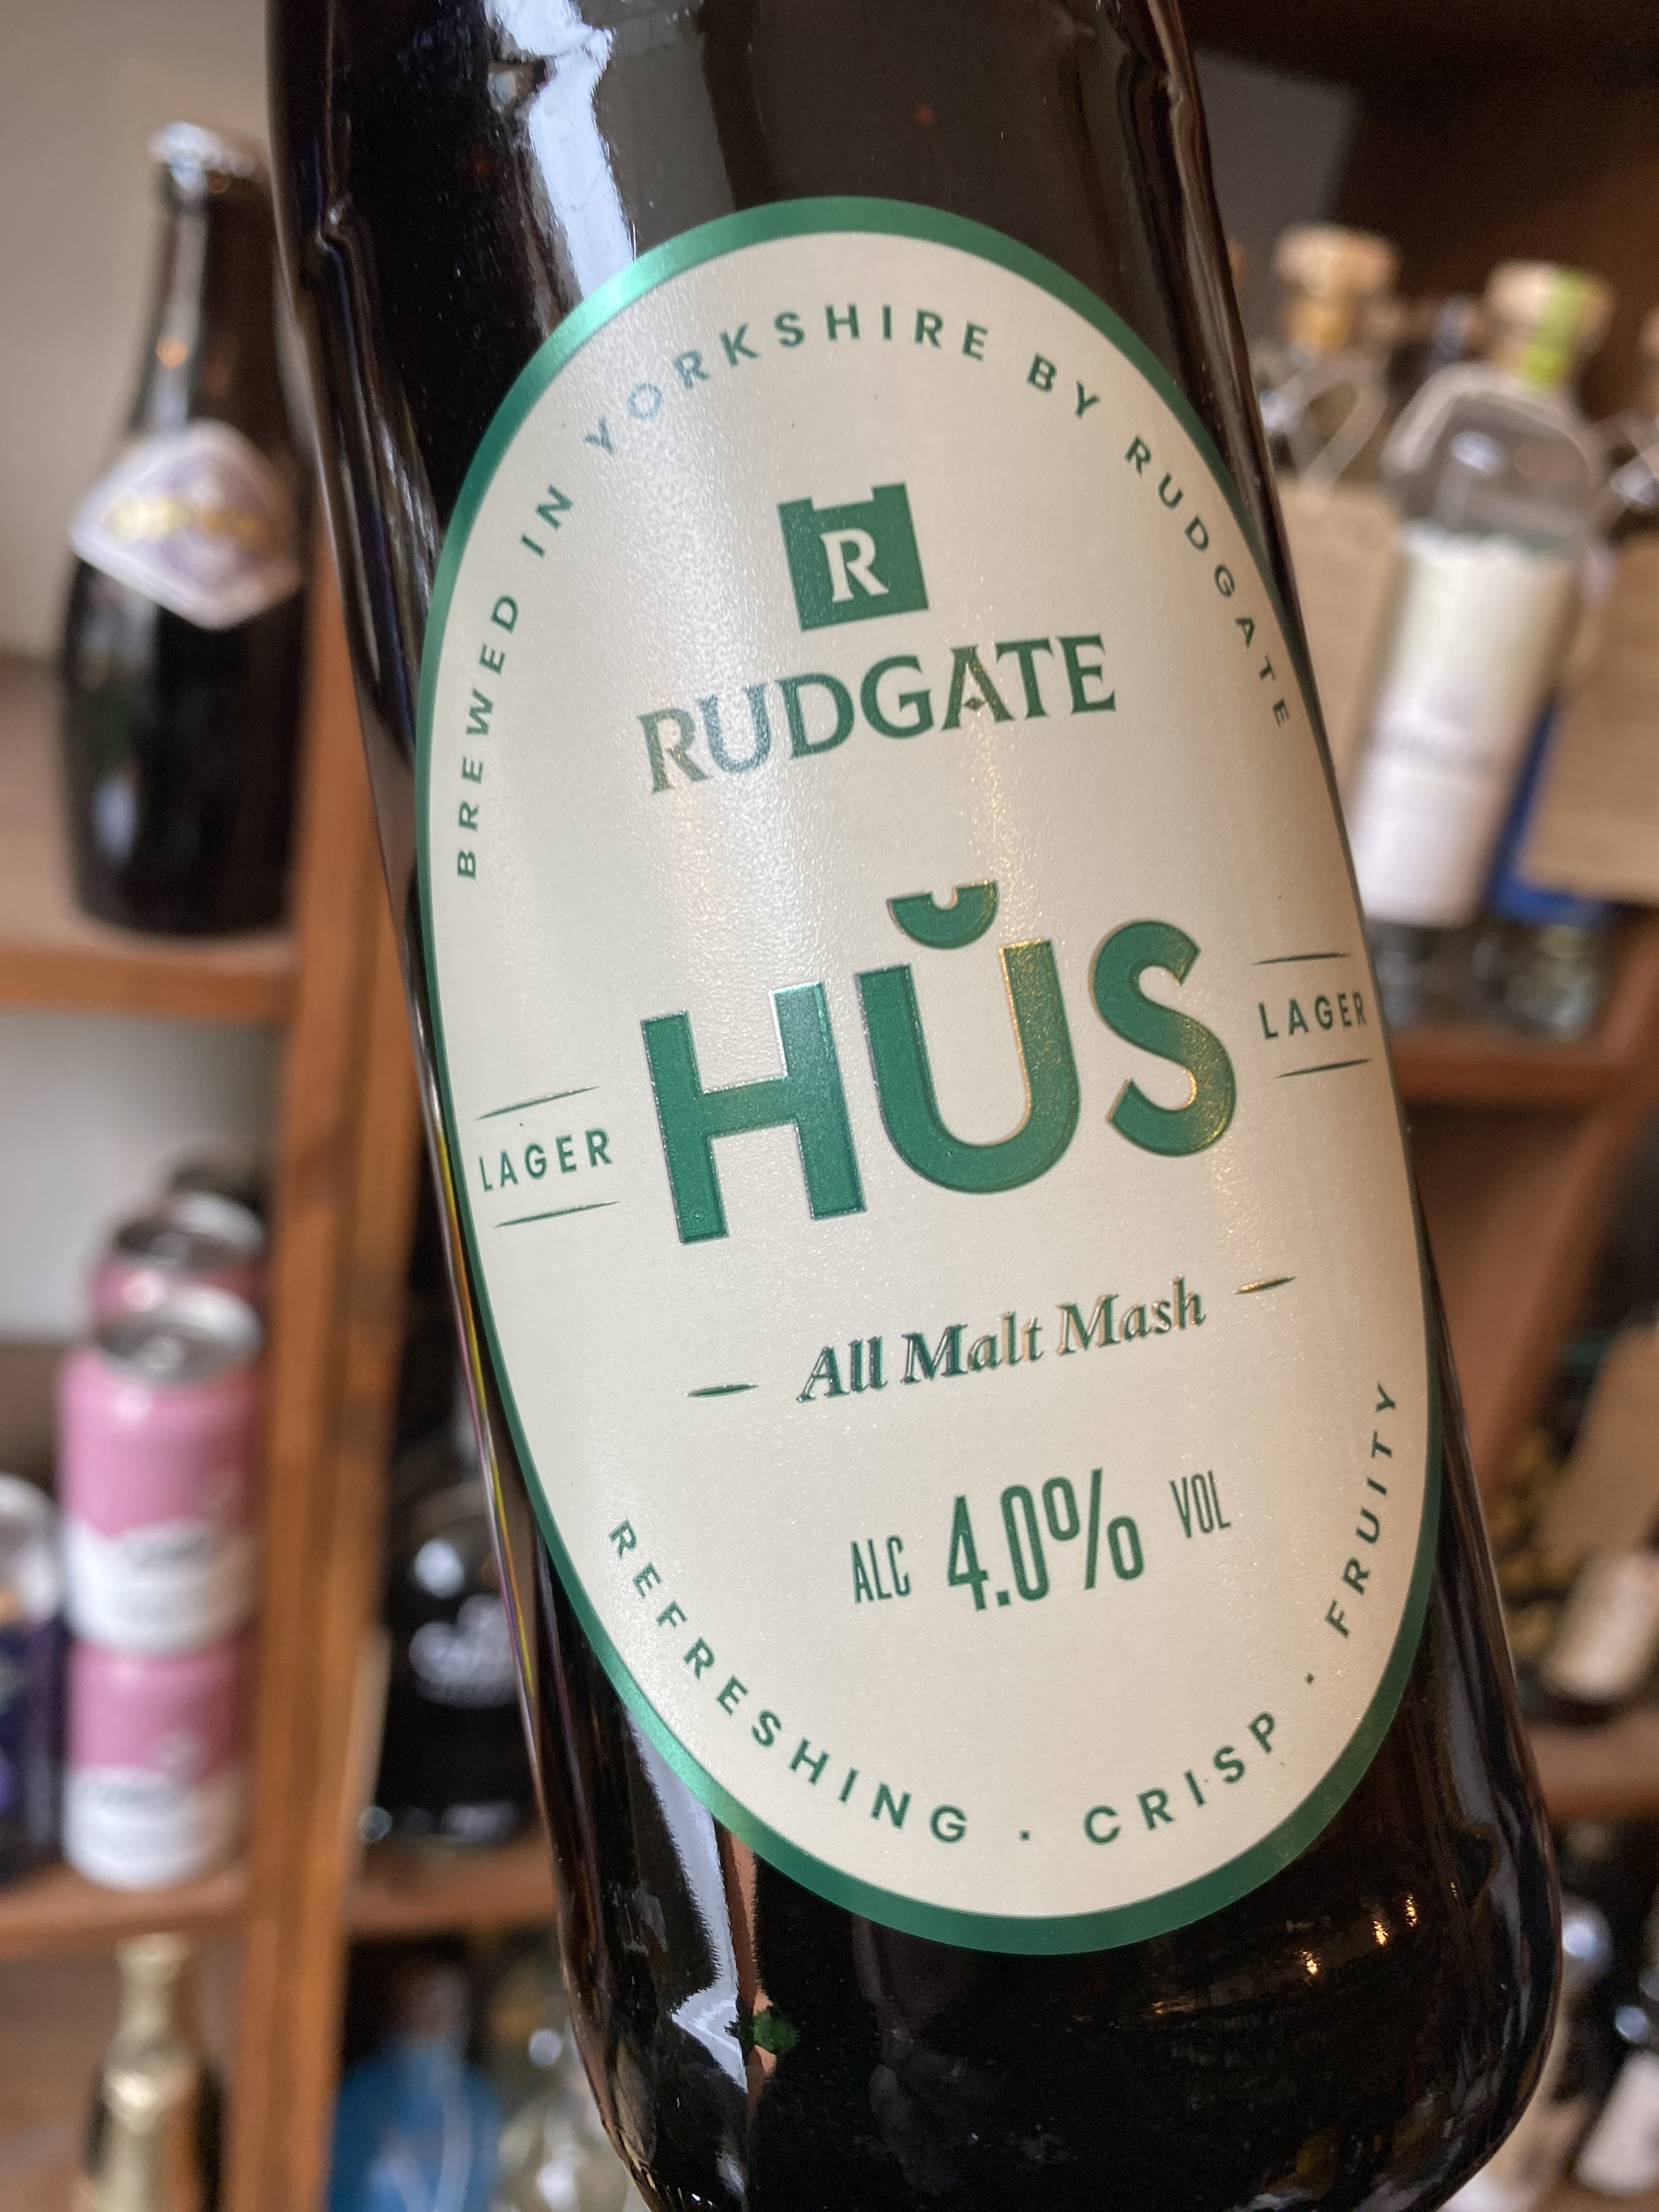 BREWED IN YORKSHIRE BY RUDGATE
R
RUDGATE
LAGER
HŬS
LAGER
All Malt Mash
ALC 4.0% VOL
REFRESHING · CRISP · FRUITY